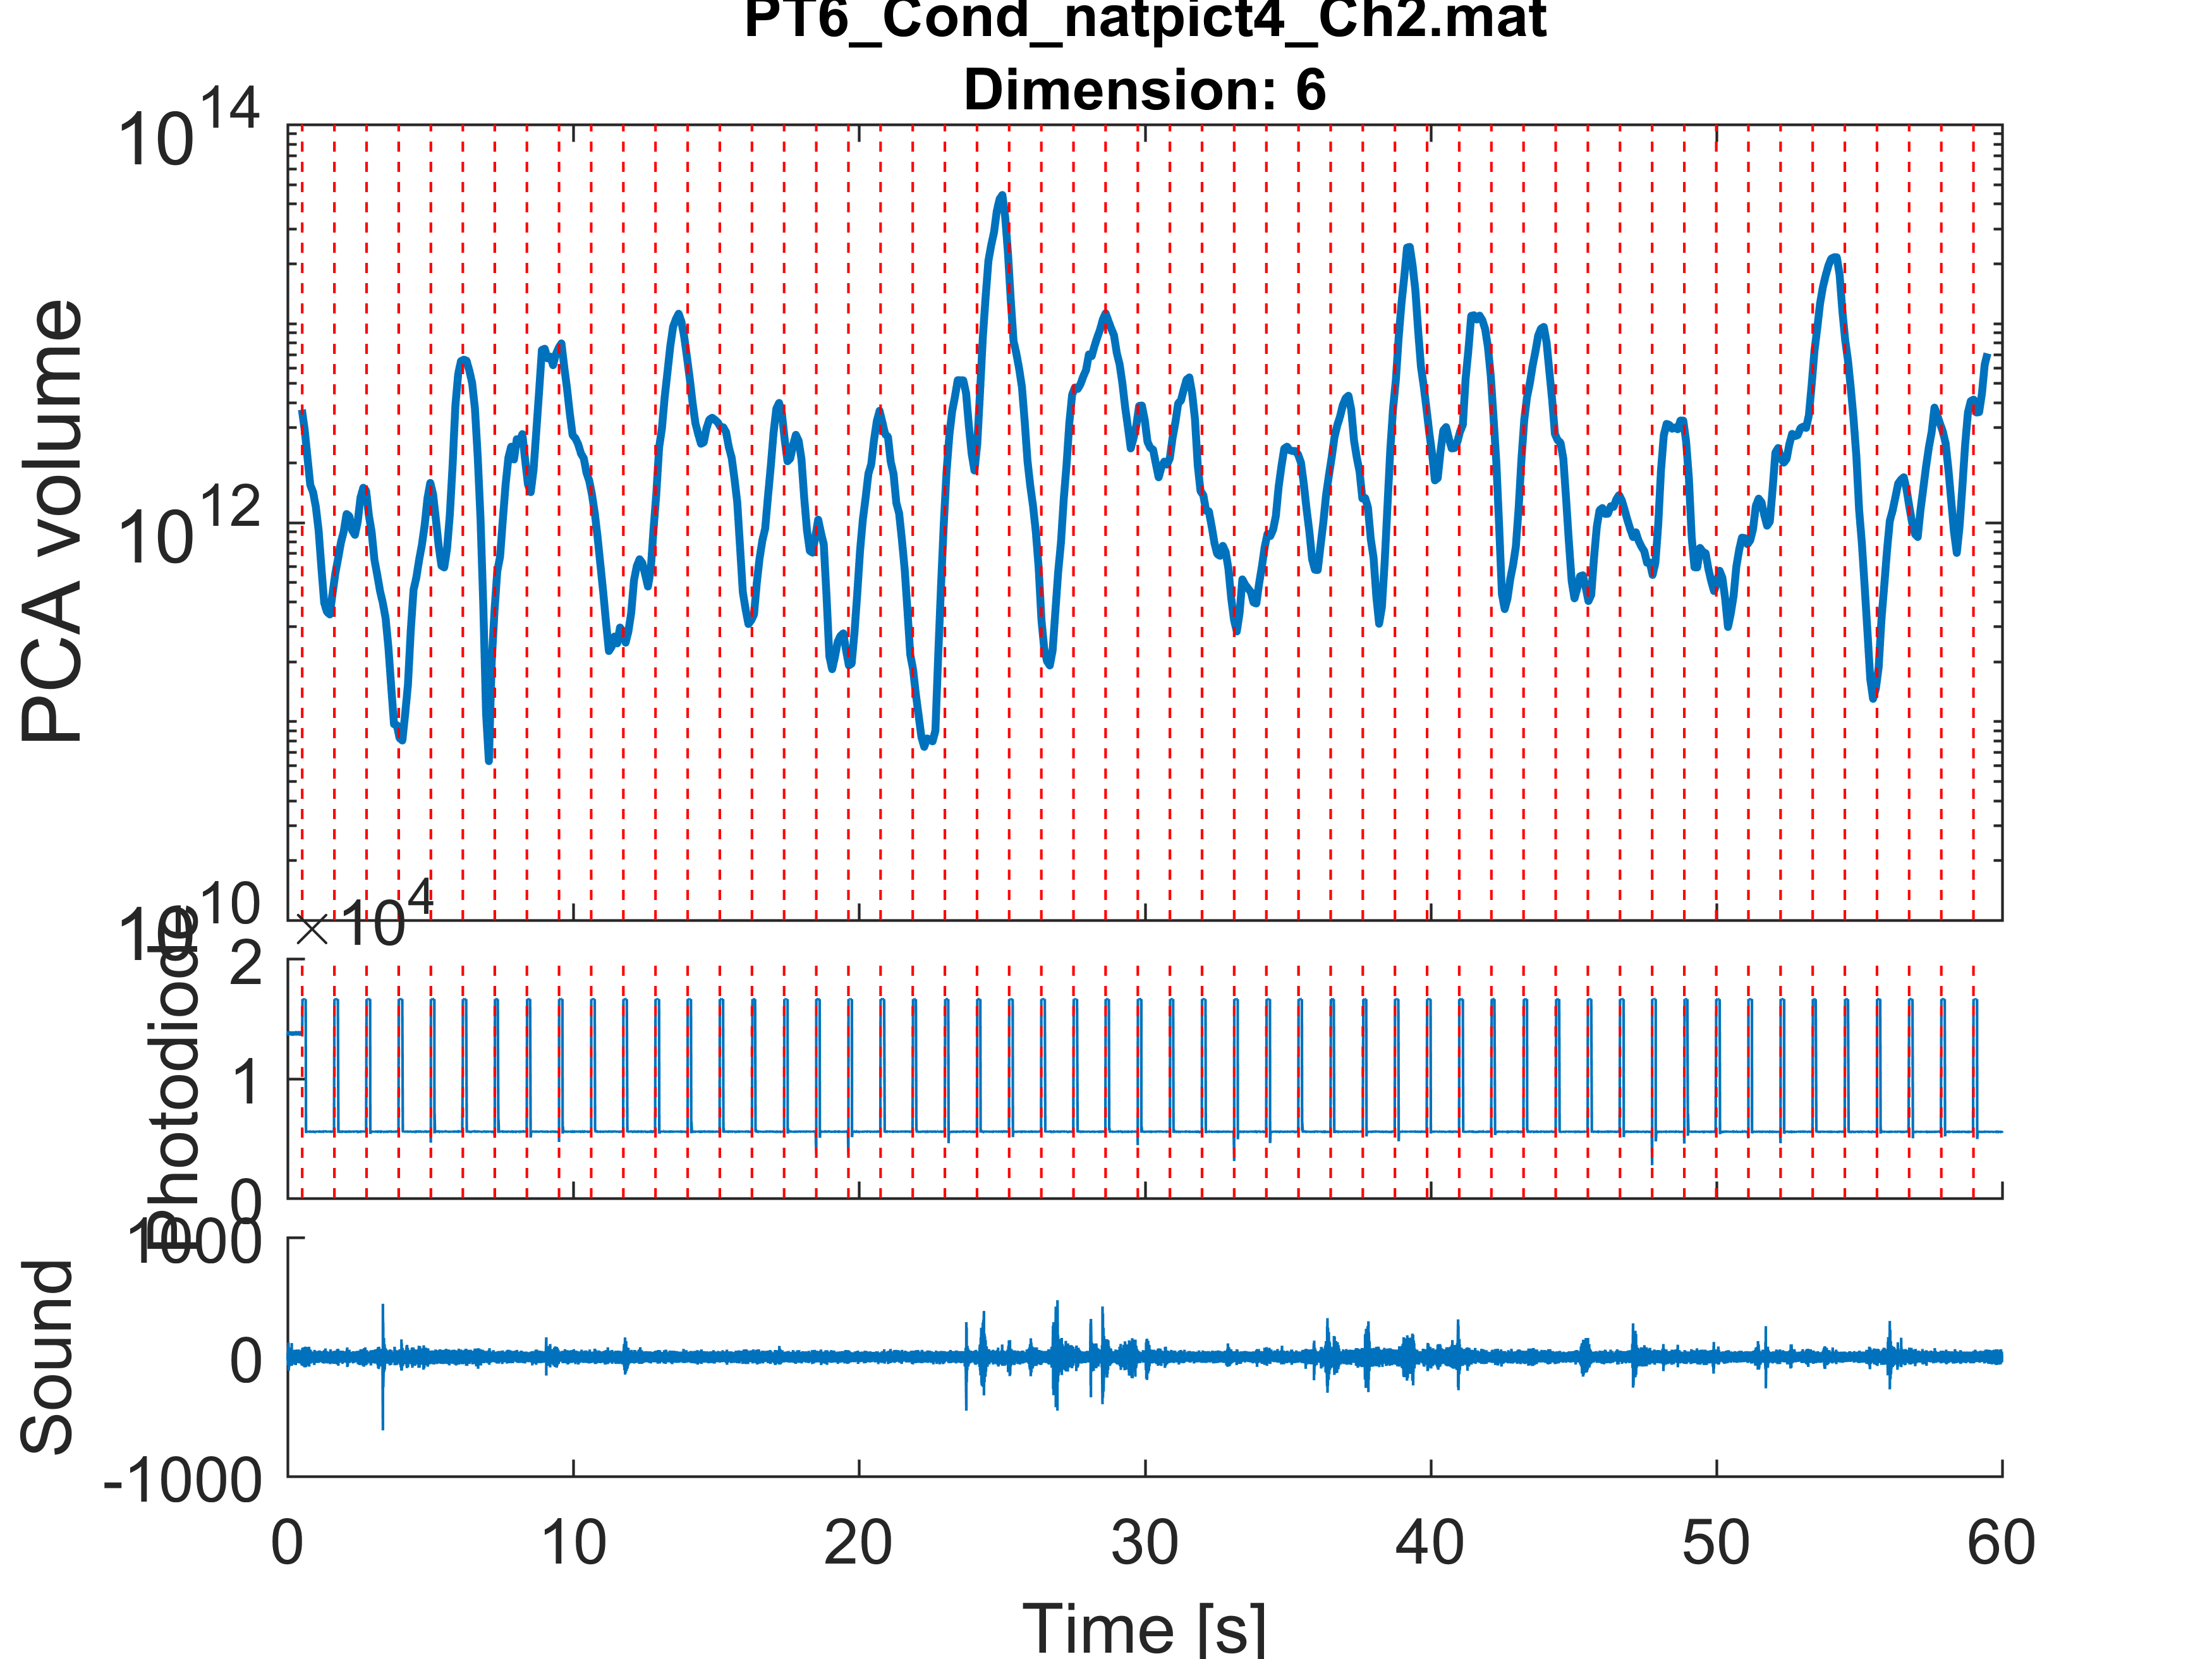 PT6_Cond_natpict4_Ch2.mat
Dimension: 6
PCA volume
10^14
10^12
10^10
×10^4
Photodiode
2
1
0
Sound
1000
0
-1000
0 10 20 30 40 50 60
Time [s]